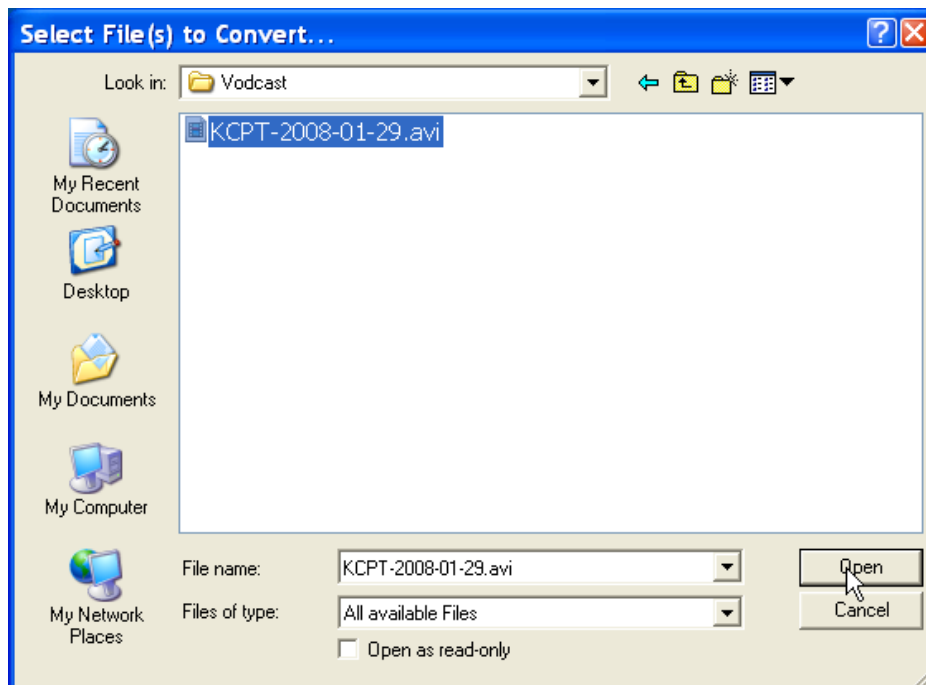 Select File(s) to Convert...
Look in: Vodcast
KCPT-2008-01-29.avi
My Recent
Documents
Desktop
My Documents
My Computer
My Network
Places
File name: KCPT-2008-01-29.avi Open
Files of type: All available Files Cancel
Open as read-only